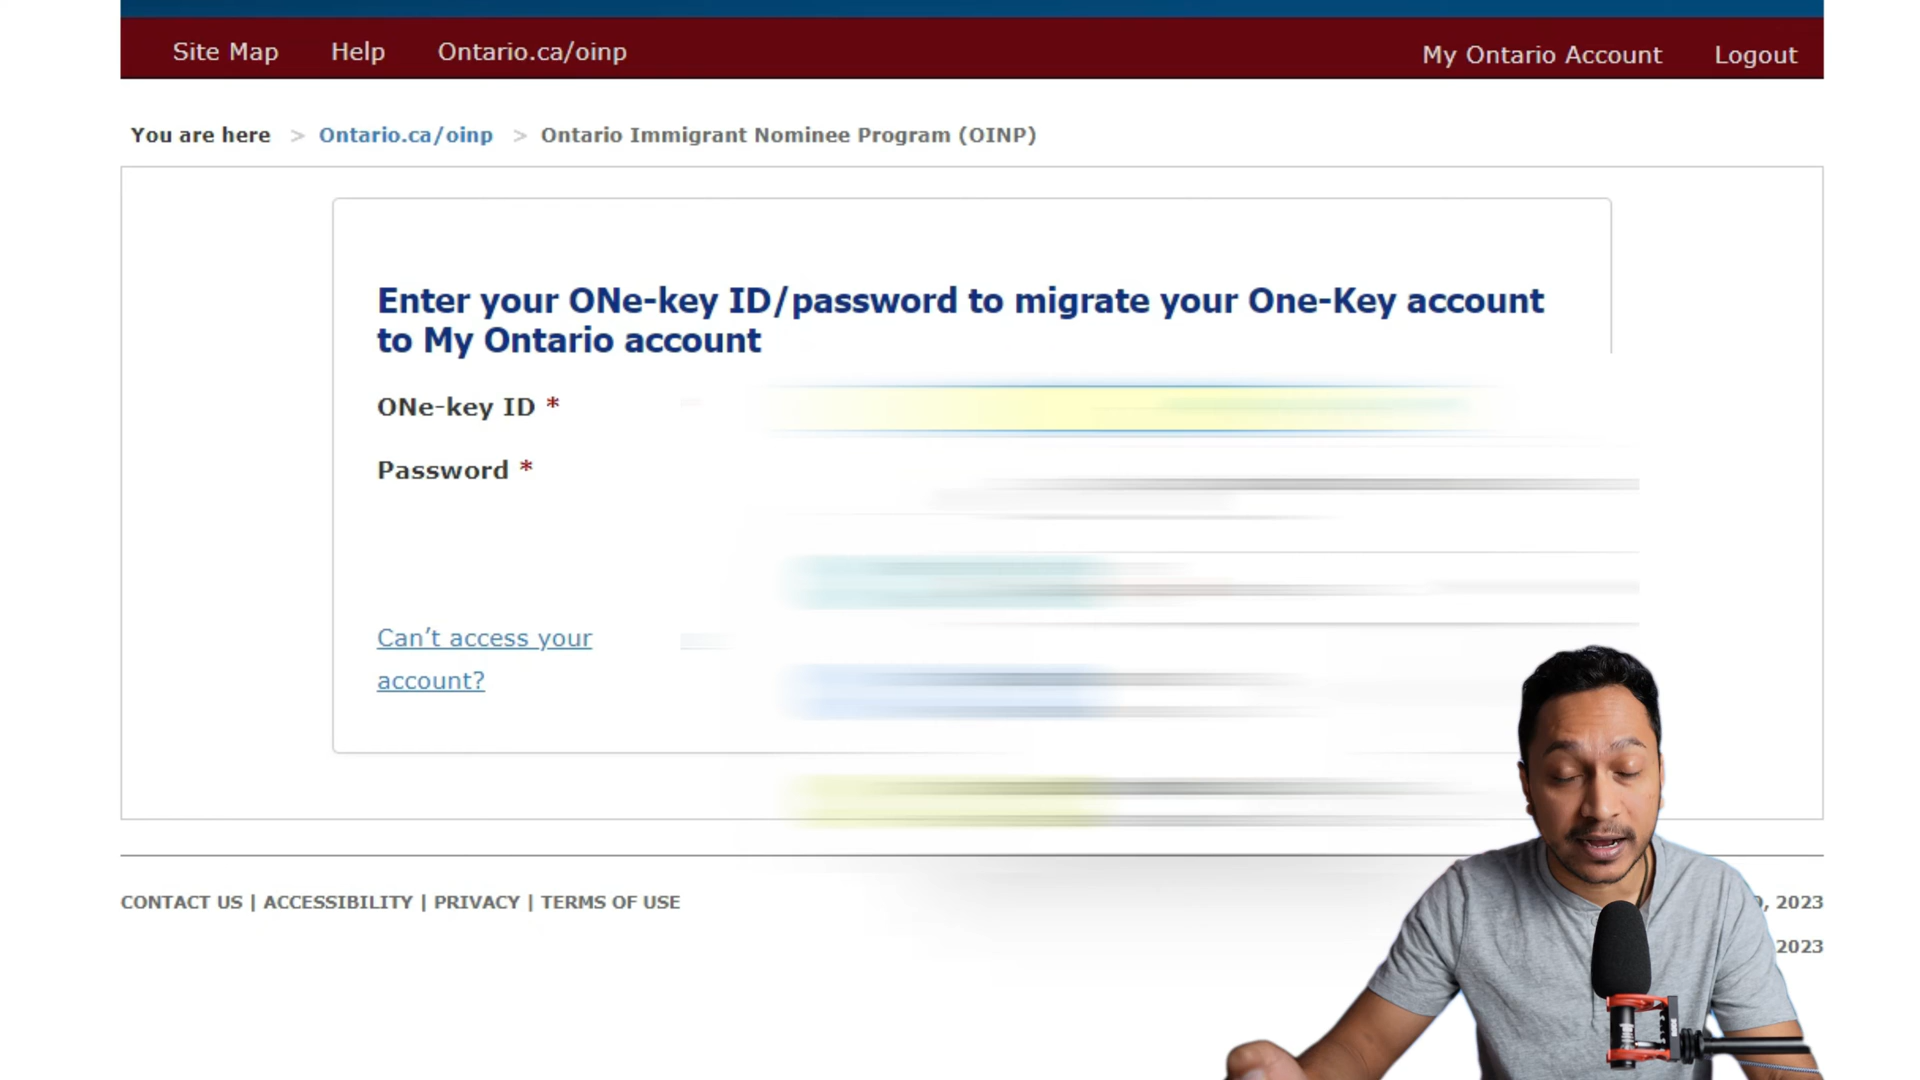 Site Map Help Ontario.ca/oinp My Ontario Account Logout
You are here > Ontario.ca/oinp > Ontario Immigrant Nominee Program (OINP)
Enter your ONe-key ID/password to migrate your One-Key account
to My Ontario account
ONe-key ID *
Password *
Can’t access your
account?
CONTACT US | ACCESSIBILITY | PRIVACY | TERMS OF USE
, 2023
2023